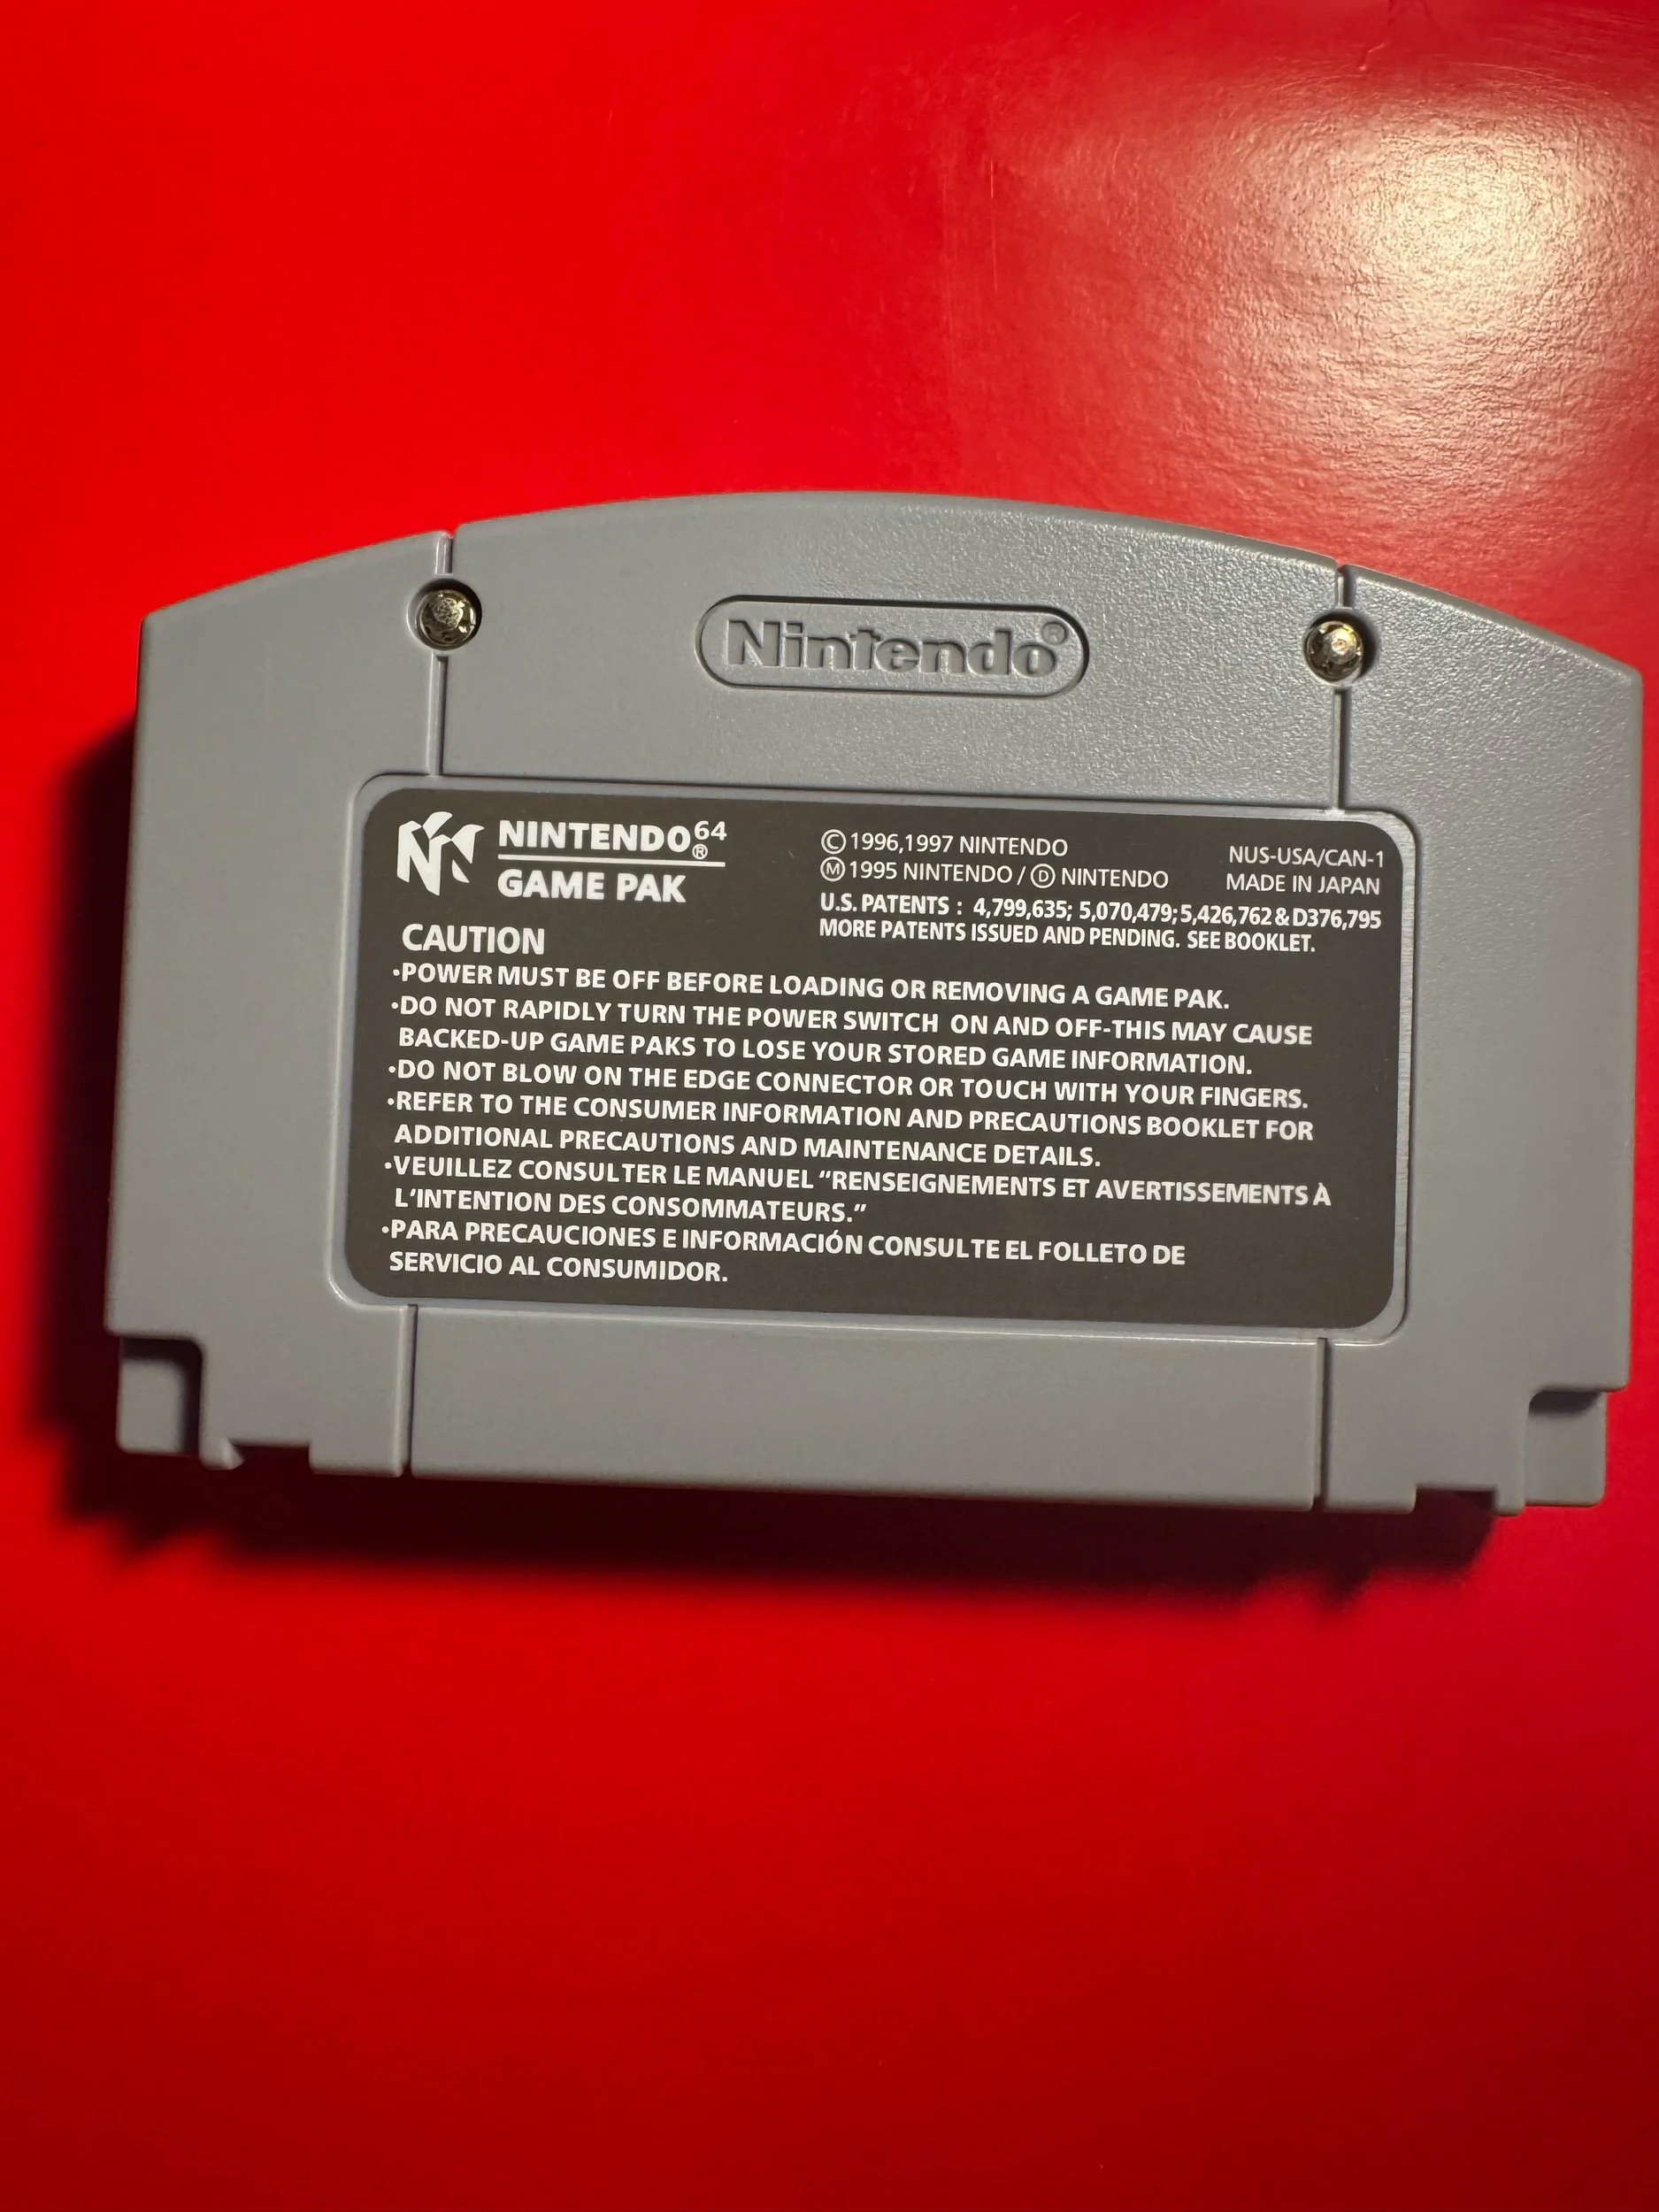 Nintendo®
NINTENDO64®
GAME PAK
©1996,1997 NINTENDO
Ⓜ1995 NINTENDO / Ⓓ NINTENDO
NUS-USA/CAN-1
MADE IN JAPAN
U.S. PATENTS : 4,799,635; 5,070,479; 5,426,762 & D376,795
MORE PATENTS ISSUED AND PENDING. SEE BOOKLET.
CAUTION
•POWER MUST BE OFF BEFORE LOADING OR REMOVING A GAME PAK.
•DO NOT RAPIDLY TURN THE POWER SWITCH ON AND OFF-THIS MAY CAUSE
BACKED-UP GAME PAKS TO LOSE YOUR STORED GAME INFORMATION.
•DO NOT BLOW ON THE EDGE CONNECTOR OR TOUCH WITH YOUR FINGERS.
•REFER TO THE CONSUMER INFORMATION AND PRECAUTIONS BOOKLET FOR
ADDITIONAL PRECAUTIONS AND MAINTENANCE DETAILS.
•VEUILLEZ CONSULTER LE MANUEL “RENSEIGNEMENTS ET AVERTISSEMENTS À
L’INTENTION DES CONSOMMATEURS.”
•PARA PRECAUCIONES E INFORMACIÓN CONSULTE EL FOLLETO DE
SERVICIO AL CONSUMIDOR.